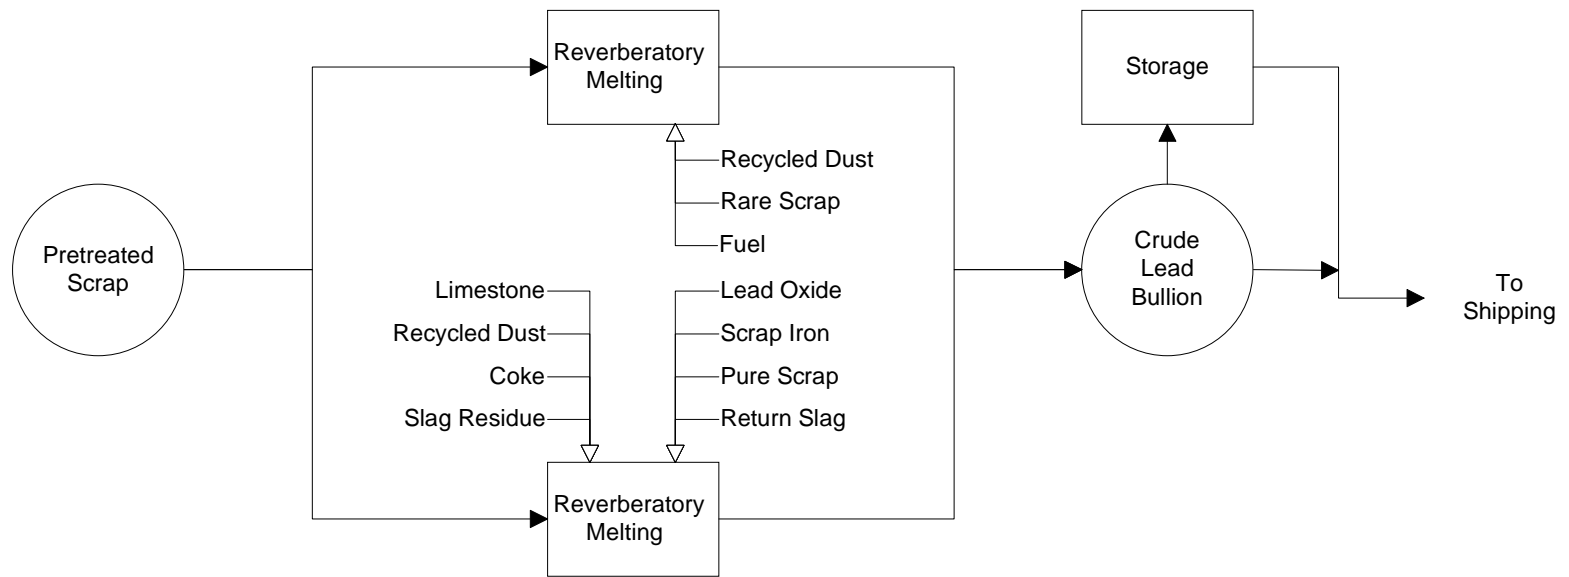 Reverberatory
Melting
Storage
Recycled Dust
Rare Scrap
Fuel
Pretreated
Scrap
Crude
Lead
Bullion
To
Shipping
Limestone
Recycled Dust
Coke
Slag Residue
Lead Oxide
Scrap Iron
Pure Scrap
Return Slag
Reverberatory
Melting